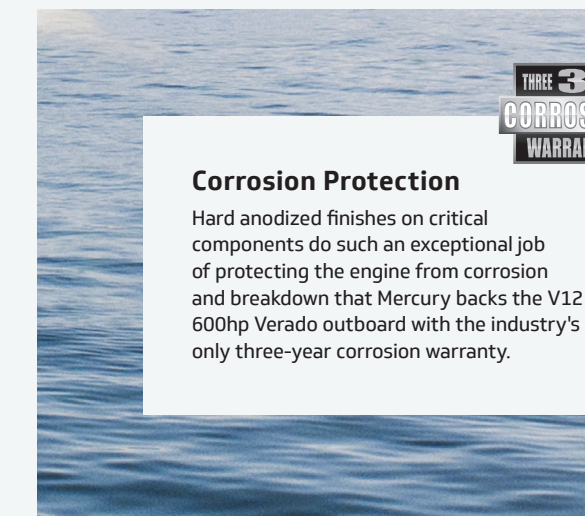 THREE 3
Corrosion Protection
Hard anodized finishes on critical
components do such an exceptional job
of protecting the engine from corrosion
and breakdown that Mercury backs the V12
600hp Verado outboard with the industry's
only three-year corrosion warranty.